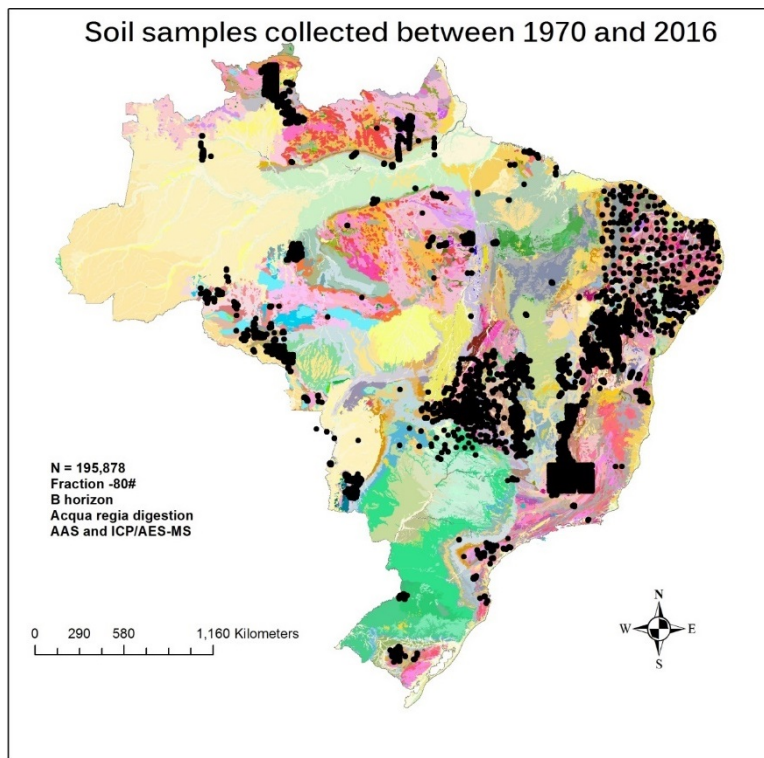 Soil samples collected between 1970 and 2016
N = 195,878
Fraction -80#
B horizon
Acqua regia digestion
AAS and ICP/AES-MS
0 290 580 1,160 Kilometers
N
W E
S